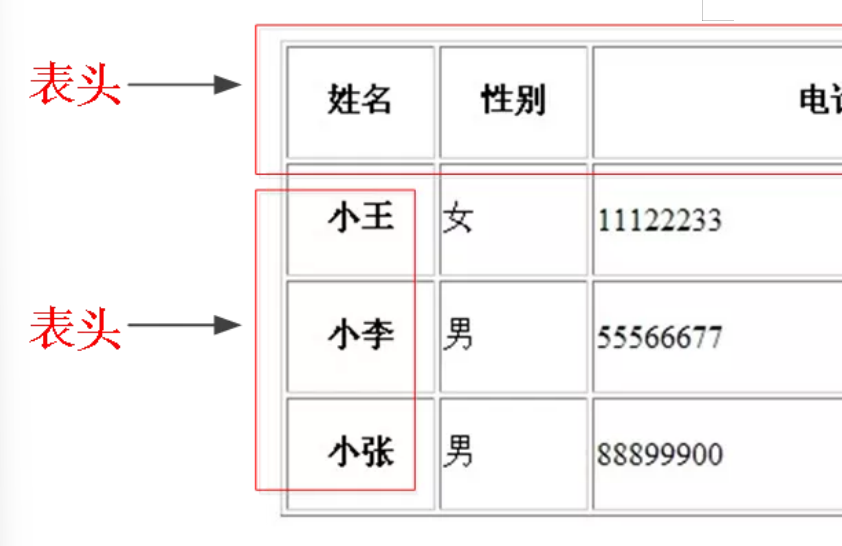 表头
姓名 性别 电
小王 女 11122233
表头
小李 男 55566677
小张 男 88899900